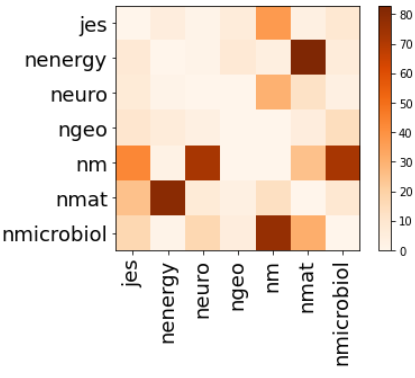 jes
nenergy
neuro
ngeo
nm
nmat
nmicrobiol
jes
nenergy
neuro
ngeo
nm
nmat
nmicrobiol
80
70
60
50
40
30
20
10
0